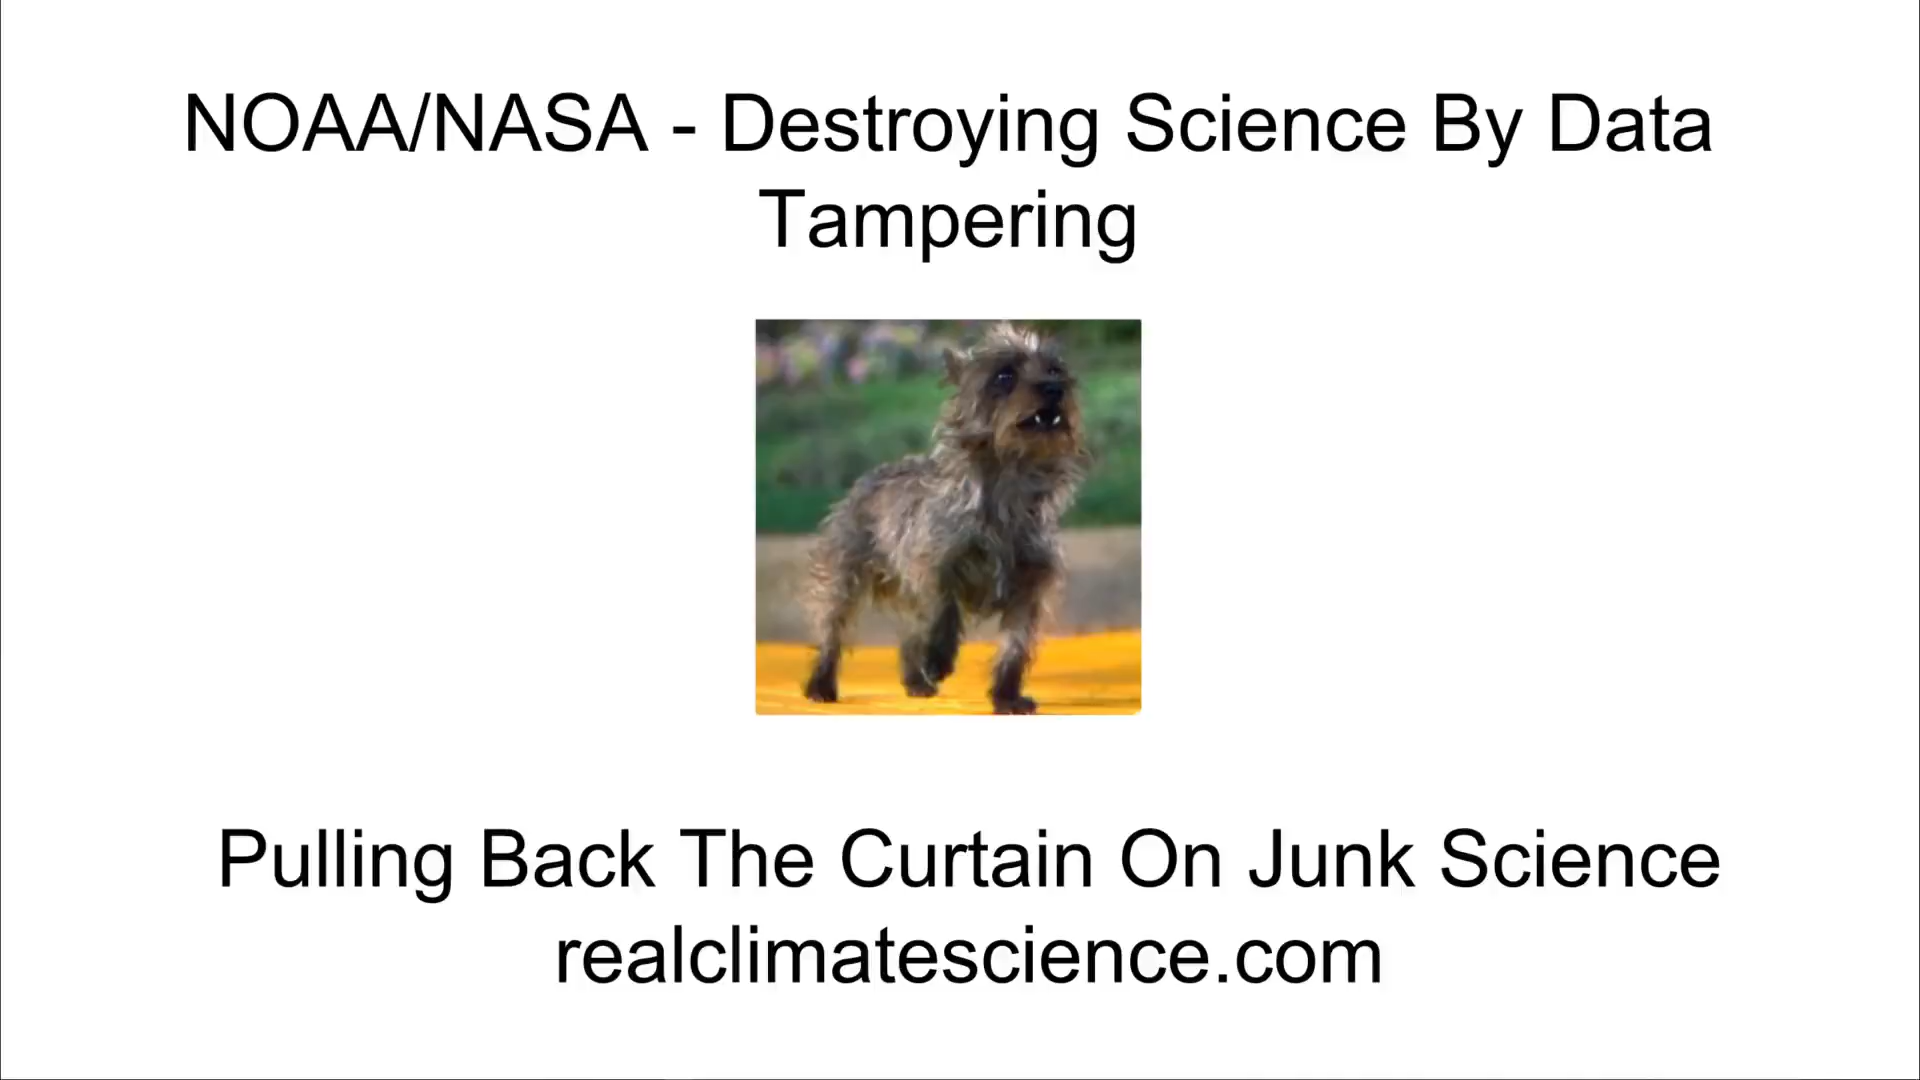 NOAA/NASA - Destroying Science By Data
Tampering
Pulling Back The Curtain On Junk Science
realclimatescience.com